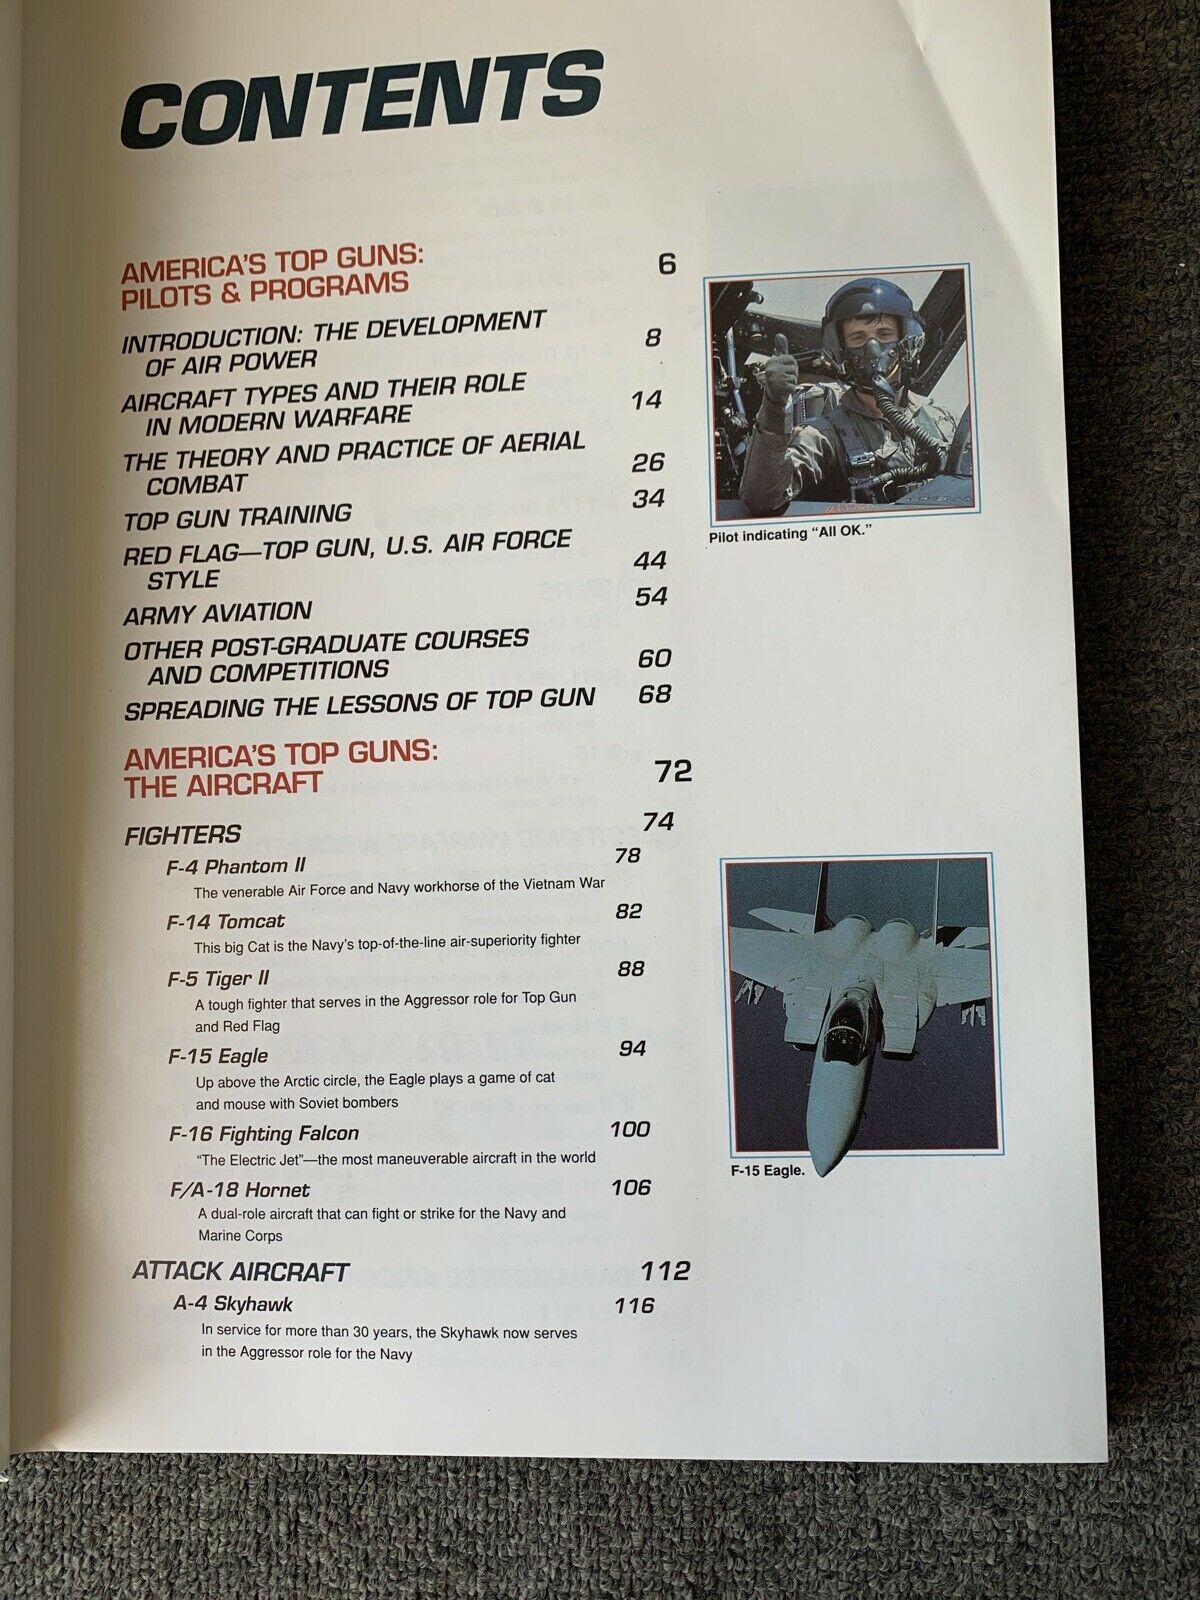 CONTENTS
AMERICA'S TOP GUNS:
PILOTS & PROGRAMS 6
INTRODUCTION: THE DEVELOPMENT
OF AIR POWER 8
AIRCRAFT TYPES AND THEIR ROLE
IN MODERN WARFARE 14
THE THEORY AND PRACTICE OF AERIAL
COMBAT 26
TOP GUN TRAINING 34
RED FLAG—TOP GUN, U.S. AIR FORCE
STYLE 44
ARMY AVIATION 54
OTHER POST-GRADUATE COURSES
AND COMPETITIONS 60
SPREADING THE LESSONS OF TOP GUN 68
AMERICA'S TOP GUNS:
THE AIRCRAFT 72
FIGHTERS 74
F-4 Phantom II 78
The venerable Air Force and Navy workhorse of the Vietnam War
F-14 Tomcat 82
This big Cat is the Navy's top-of-the-line air-superiority fighter
F-5 Tiger II 88
A tough fighter that serves in the Aggressor role for Top Gun
and Red Flag
F-15 Eagle 94
Up above the Arctic circle, the Eagle plays a game of cat
and mouse with Soviet bombers
F-16 Fighting Falcon 100
"The Electric Jet"—the most maneuverable aircraft in the world
F/A-18 Hornet 106
A dual-role aircraft that can fight or strike for the Navy and
Marine Corps
ATTACK AIRCRAFT 112
A-4 Skyhawk 116
In service for more than 30 years, the Skyhawk now serves
in the Aggressor role for the Navy
Pilot indicating "All OK."
F-15 Eagle.